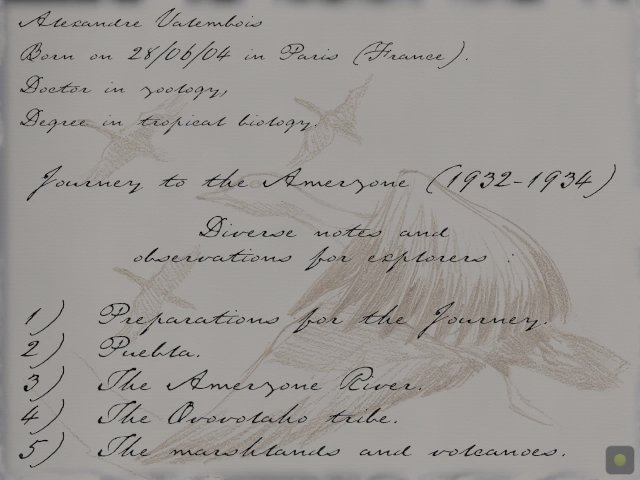 Alexandre Valembois
Born on 28/06/04 in Paris (France).
Doctor in zoology,
Degree in tropical biology.
Journey to the Amerzone (1932-1934)
Diverse notes and
observations for explorers :
1) Preparations for the Journey.
2) Puebla.
3) The Amerzone River.
4) The Ovovolaho tribe.
5) The marshlands and volcanoes.